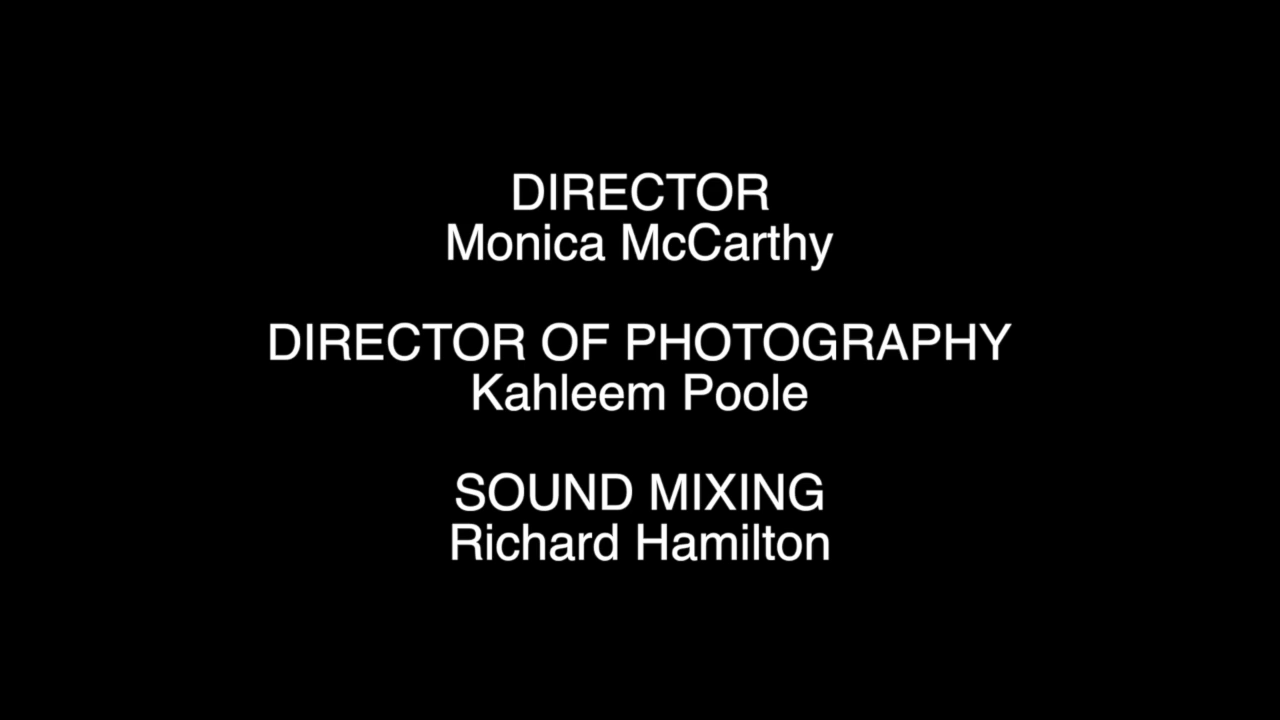 DIRECTOR
Monica McCarthy
DIRECTOR OF PHOTOGRAPHY
Kahleem Poole
SOUND MIXING
Richard Hamilton